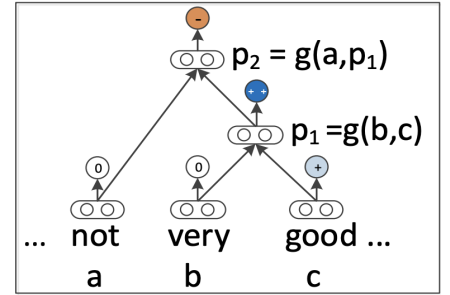 -
p₂ = g(a,p₁)
+ +
p₁ =g(b,c)
0 0 +
... not very good ...
a b c